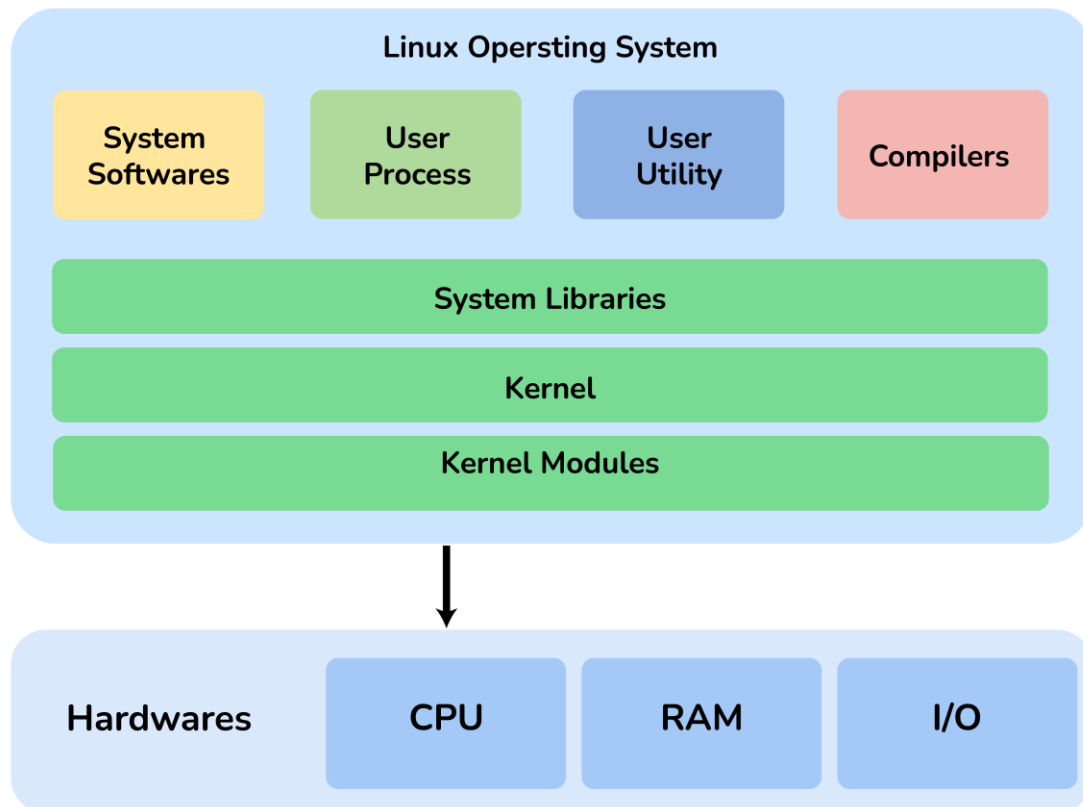 Linux Opersting System
System
Softwares
User
Process
User
Utility
Compilers
System Libraries
Kernel
Kernel Modules
Hardwares
CPU
RAM
I/O